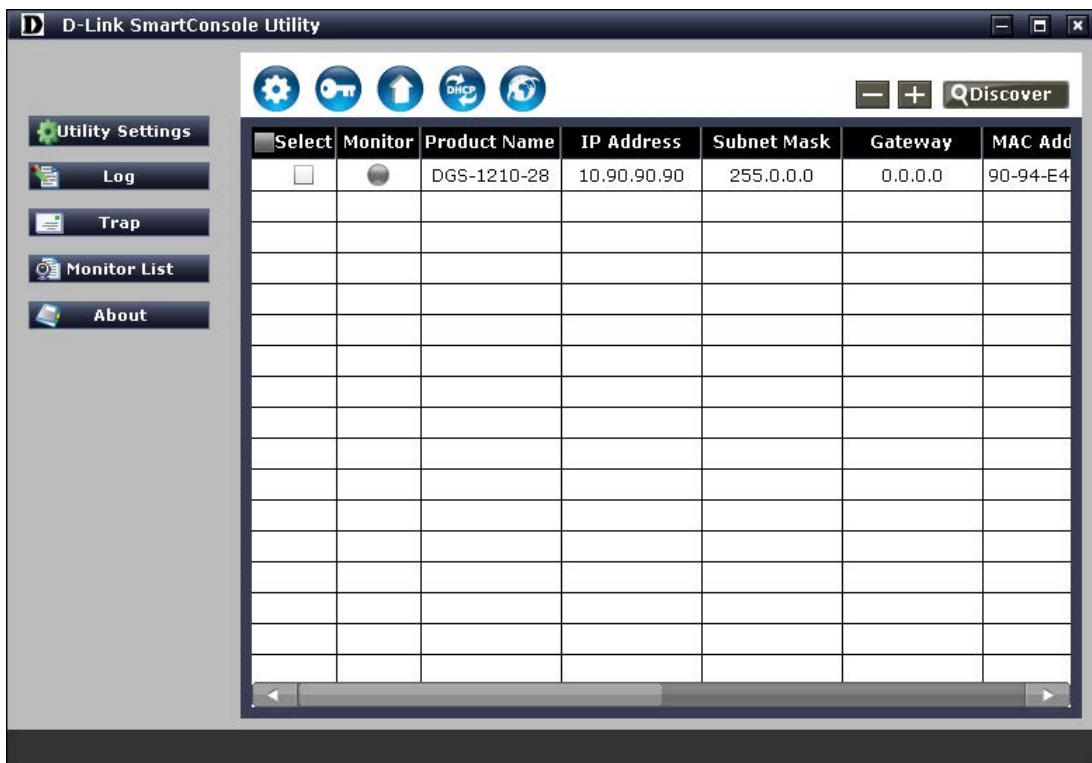 D D-Link SmartConsole Utility
DHCP
Discover
Utility Settings
Log
Trap
Monitor List
About
Select Monitor Product Name IP Address Subnet Mask Gateway MAC Add
DGS-1210-28 10.90.90.90 255.0.0.0 0.0.0.0 90-94-E4